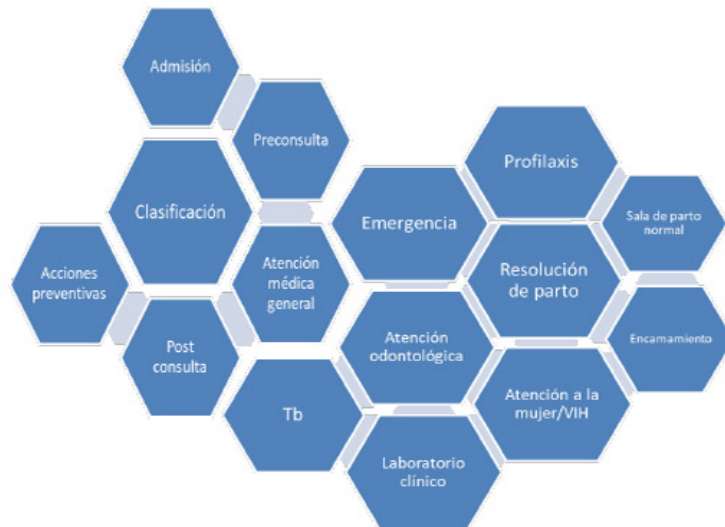 Admisión
Preconsulta
Clasificación
Acciones
preventivas
Atención
médica
general
Post
consulta
Emergencia
Profilaxis
Sala de parto
normal
Resolución
de parto
Encamamiento
Atención
odontológica
Tb
Atención a la
mujer/VIH
Laboratorio
clínico